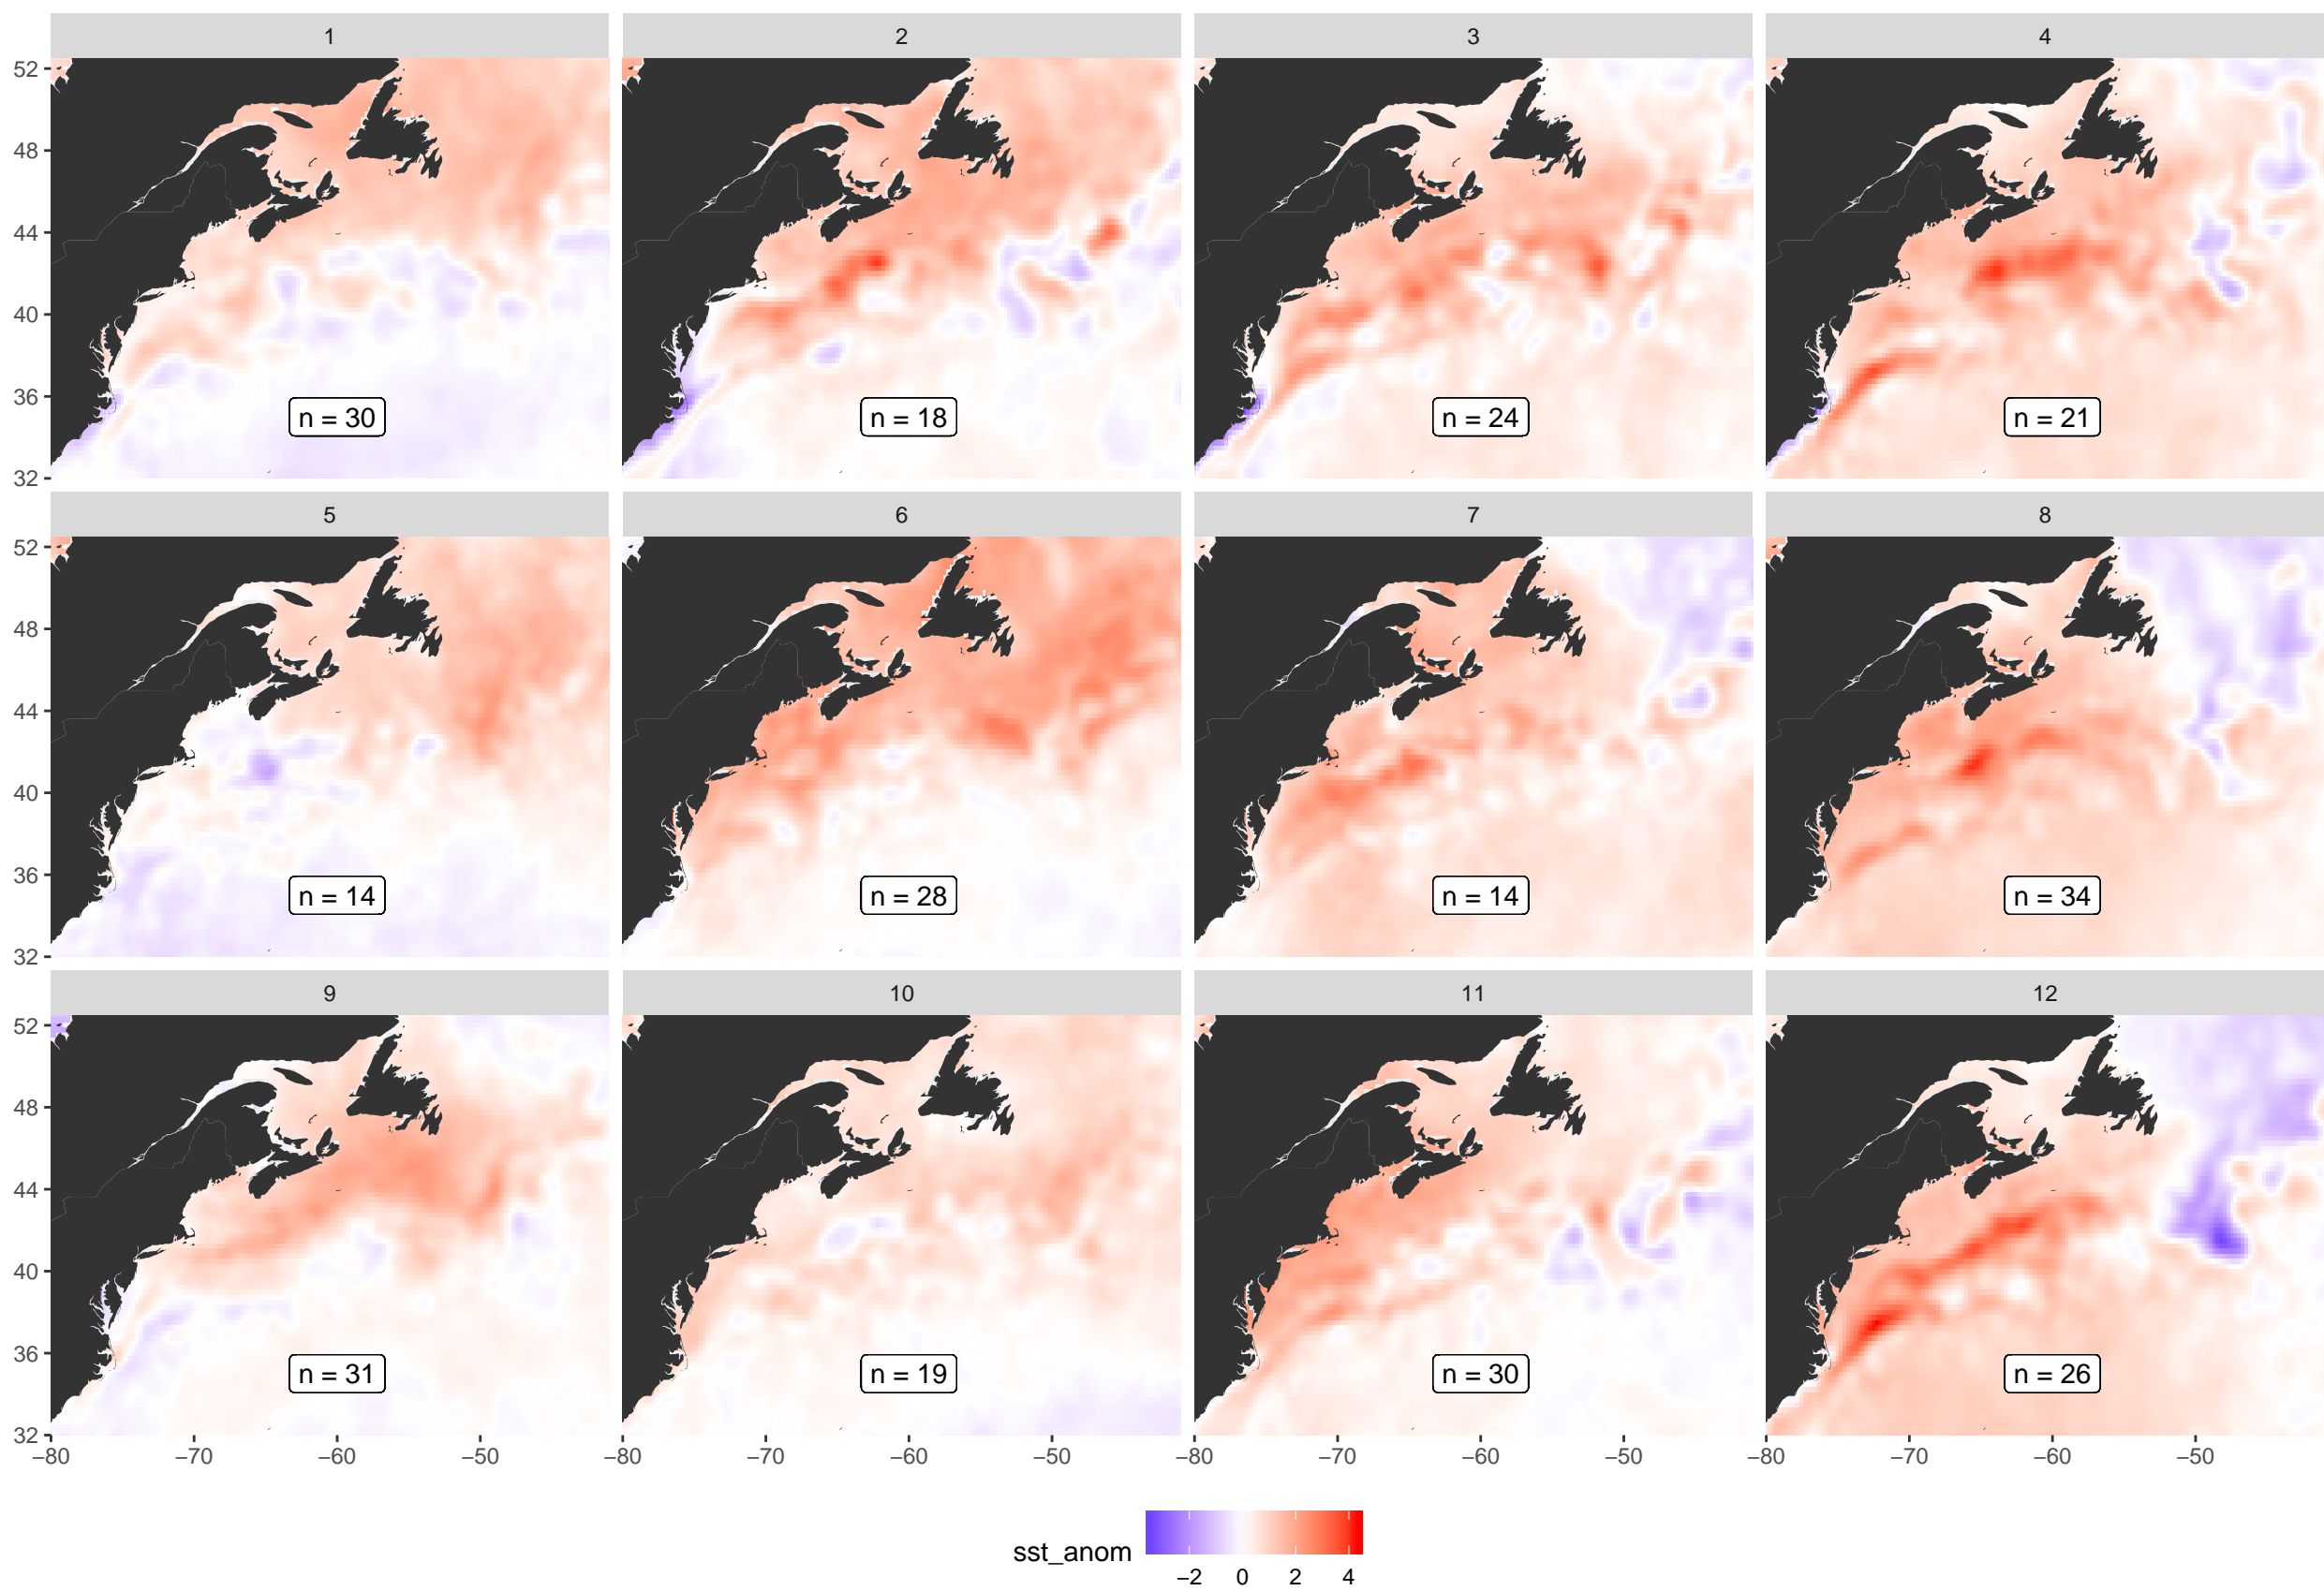 1 2 3 4
52
48
44
40
36
32
n = 30 n = 18 n = 24 n = 21
5 6 7 8
52
48
44
40
36
32
n = 14 n = 28 n = 14 n = 34
9 10 11 12
52
48
44
40
36
32
n = 31 n = 19 n = 30 n = 26
−80 −70 −60 −50 −80 −70 −60 −50 −80 −70 −60 −50 −80 −70 −60 −50
sst_anom
−2 0 2 4